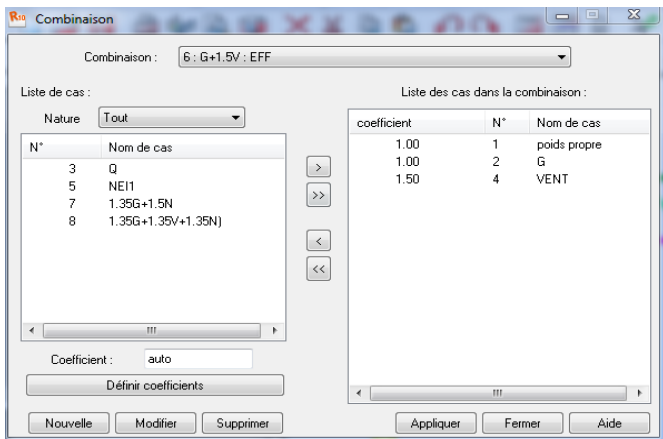 R10 Combinaison
Combinaison : 6 : G+1.5V : EFF
Liste de cas :
Nature Tout
N° Nom de cas
3 Q
5 NEI1
7 1.35G+1.5N
8 1.35G+1.35V+1.35N)
Coefficient : auto
Définir coefficients
Nouvelle Modifier Supprimer
>
>>
<
<<
Liste des cas dans la combinaison :
coefficient N° Nom de cas
1.00 1 poids propre
1.00 2 G
1.50 4 VENT
Appliquer Fermer Aide